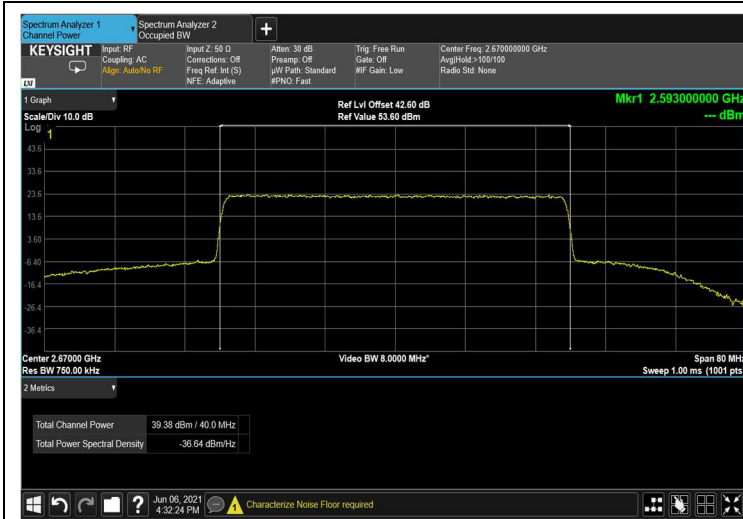 Spectrum Analyzer 1
Channel Power
Spectrum Analyzer 2
Occupied BW
KEYSIGHT
LXI
Input: RF
Coupling: AC
Align: Auto/No RF
Input Z: 50 Ω
Corrections: Off
Freq Ref: Int (S)
NFE: Adaptive
Atten: 30 dB
Preamp: Off
µW Path: Standard
#PNO: Fast
Trig: Free Run
Gate: Off
#IF Gain: Low
Center Freq: 2.670000000 GHz
Avg|Hold:>100/100
Radio Std: None
1 Graph
Scale/Div 10.0 dB
Ref Lvl Offset 42.60 dB
Ref Value 53.60 dBm
Mkr1 2.593000000 GHz
--- dBm
Log
1
43.6
33.6
23.6
13.6
3.60
-6.40
-16.4
-26.4
-36.4
Center 2.67000 GHz
Video BW 8.0000 MHz*
Span 80 MHz
Res BW 750.00 kHz
Sweep 1.00 ms (1001 pts
2 Metrics
Total Channel Power 39.38 dBm / 40.0 MHz
Total Power Spectral Density -36.64 dBm/Hz
?
Jun 06, 2021
4:32:24 PM
1
Characterize Noise Floor required